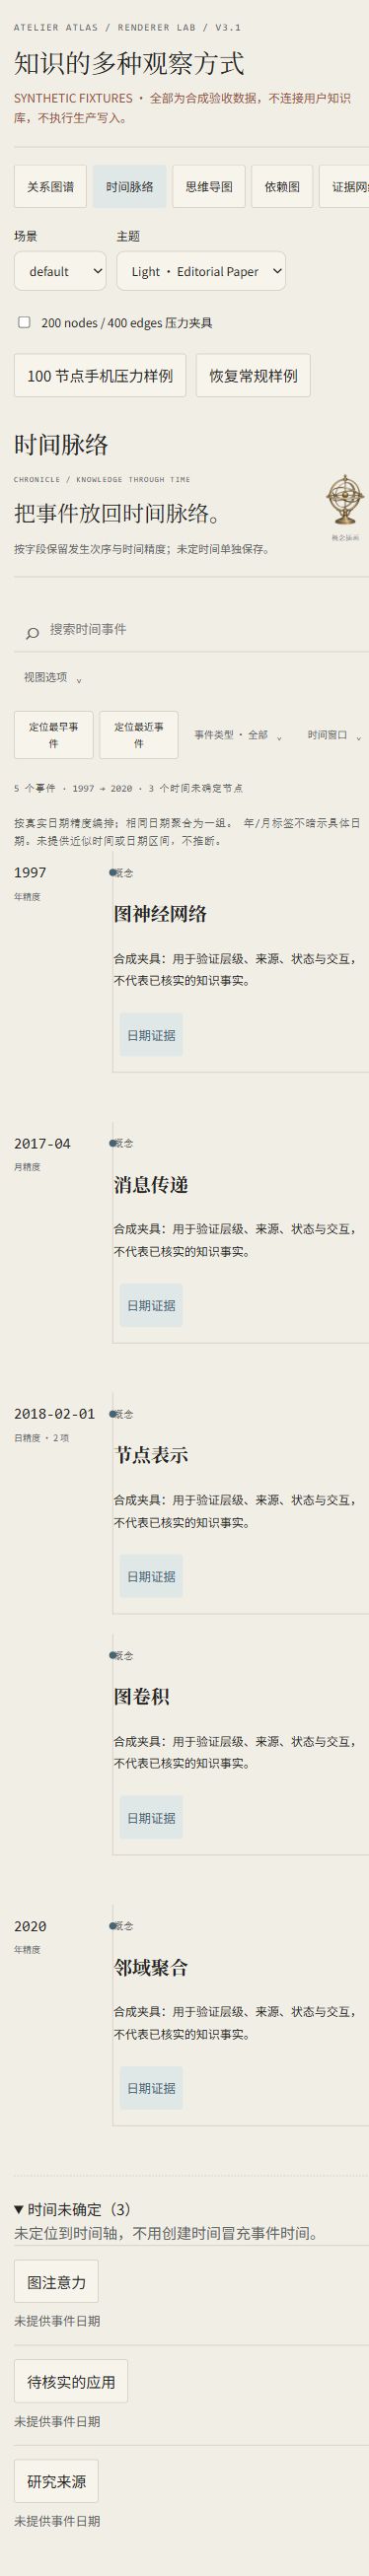 ATELIER ATLAS / RENDERER LAB / V3.1
知识的多种观察方式
SYNTHETIC FIXTURES · 全部为合成验收数据，不连接用户知识
库，不执行生产写入。
关系图谱 时间脉络 思维导图 依赖图 证据网
场景 主题
default Light · Editorial Paper
200 nodes / 400 edges 压力夹具
100 节点手机压力样例 恢复常规样例
时间脉络
CHRONICLE / KNOWLEDGE THROUGH TIME
把事件放回时间脉络。
概念插画
按字段保留发生次序与时间精度；未定时间单独保存。
搜索时间事件
视图选项
定位最早事
件
定位最近事
件
事件类型 · 全部 时间窗口
5 个事件 · 1997 → 2020 · 3 个时间未确定节点
按真实日期精度编排；相同日期聚合为一组。 年/月标签不暗示具体日
期。未提供近似时间或日期区间，不推断。
1997 概念
年精度
图神经网络
合成夹具：用于验证层级、来源、状态与交互，
不代表已核实的知识事实。
日期证据
2017-04 概念
月精度
消息传递
合成夹具：用于验证层级、来源、状态与交互，
不代表已核实的知识事实。
日期证据
2018-02-01 概念
日精度 · 2 项
节点表示
合成夹具：用于验证层级、来源、状态与交互，
不代表已核实的知识事实。
日期证据
概念
图卷积
合成夹具：用于验证层级、来源、状态与交互，
不代表已核实的知识事实。
日期证据
2020 概念
年精度
邻域聚合
合成夹具：用于验证层级、来源、状态与交互，
不代表已核实的知识事实。
日期证据
▼ 时间未确定（3）
未定位到时间轴，不用创建时间冒充事件时间。
图注意力
未提供事件日期
待核实的应用
未提供事件日期
研究来源
未提供事件日期